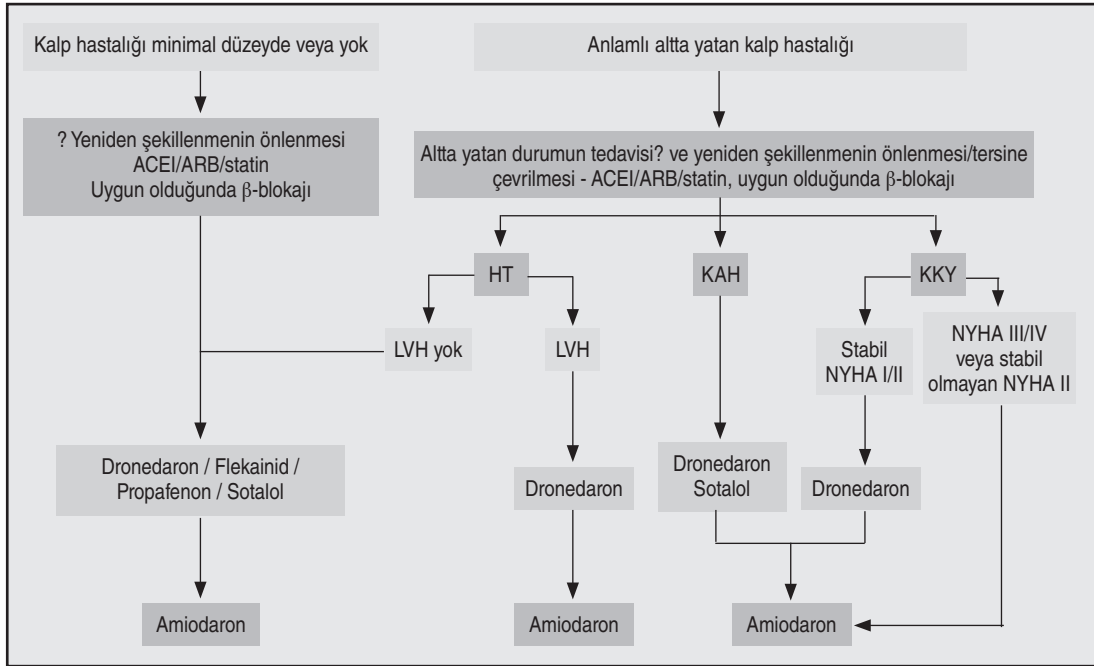 Kalp hastalığı minimal düzeyde veya yok
Anlamlı altta yatan kalp hastalığı
? Yeniden şekillenmenin önlenmesi
ACEI/ARB/statin
Uygun olduğunda β-blokajı
Altta yatan durumun tedavisi? ve yeniden şekillenmenin önlenmesi/tersine
çevrilmesi - ACEI/ARB/statin, uygun olduğunda β-blokajı
HT
KAH
KKY
LVH yok
LVH
Stabil
NYHA I/II
NYHA III/IV
veya stabil
olmayan NYHA II
Dronedaron / Flekainid /
Propafenon / Sotalol
Dronedaron
Dronedaron
Sotalol
Dronedaron
Amiodaron
Amiodaron
Amiodaron